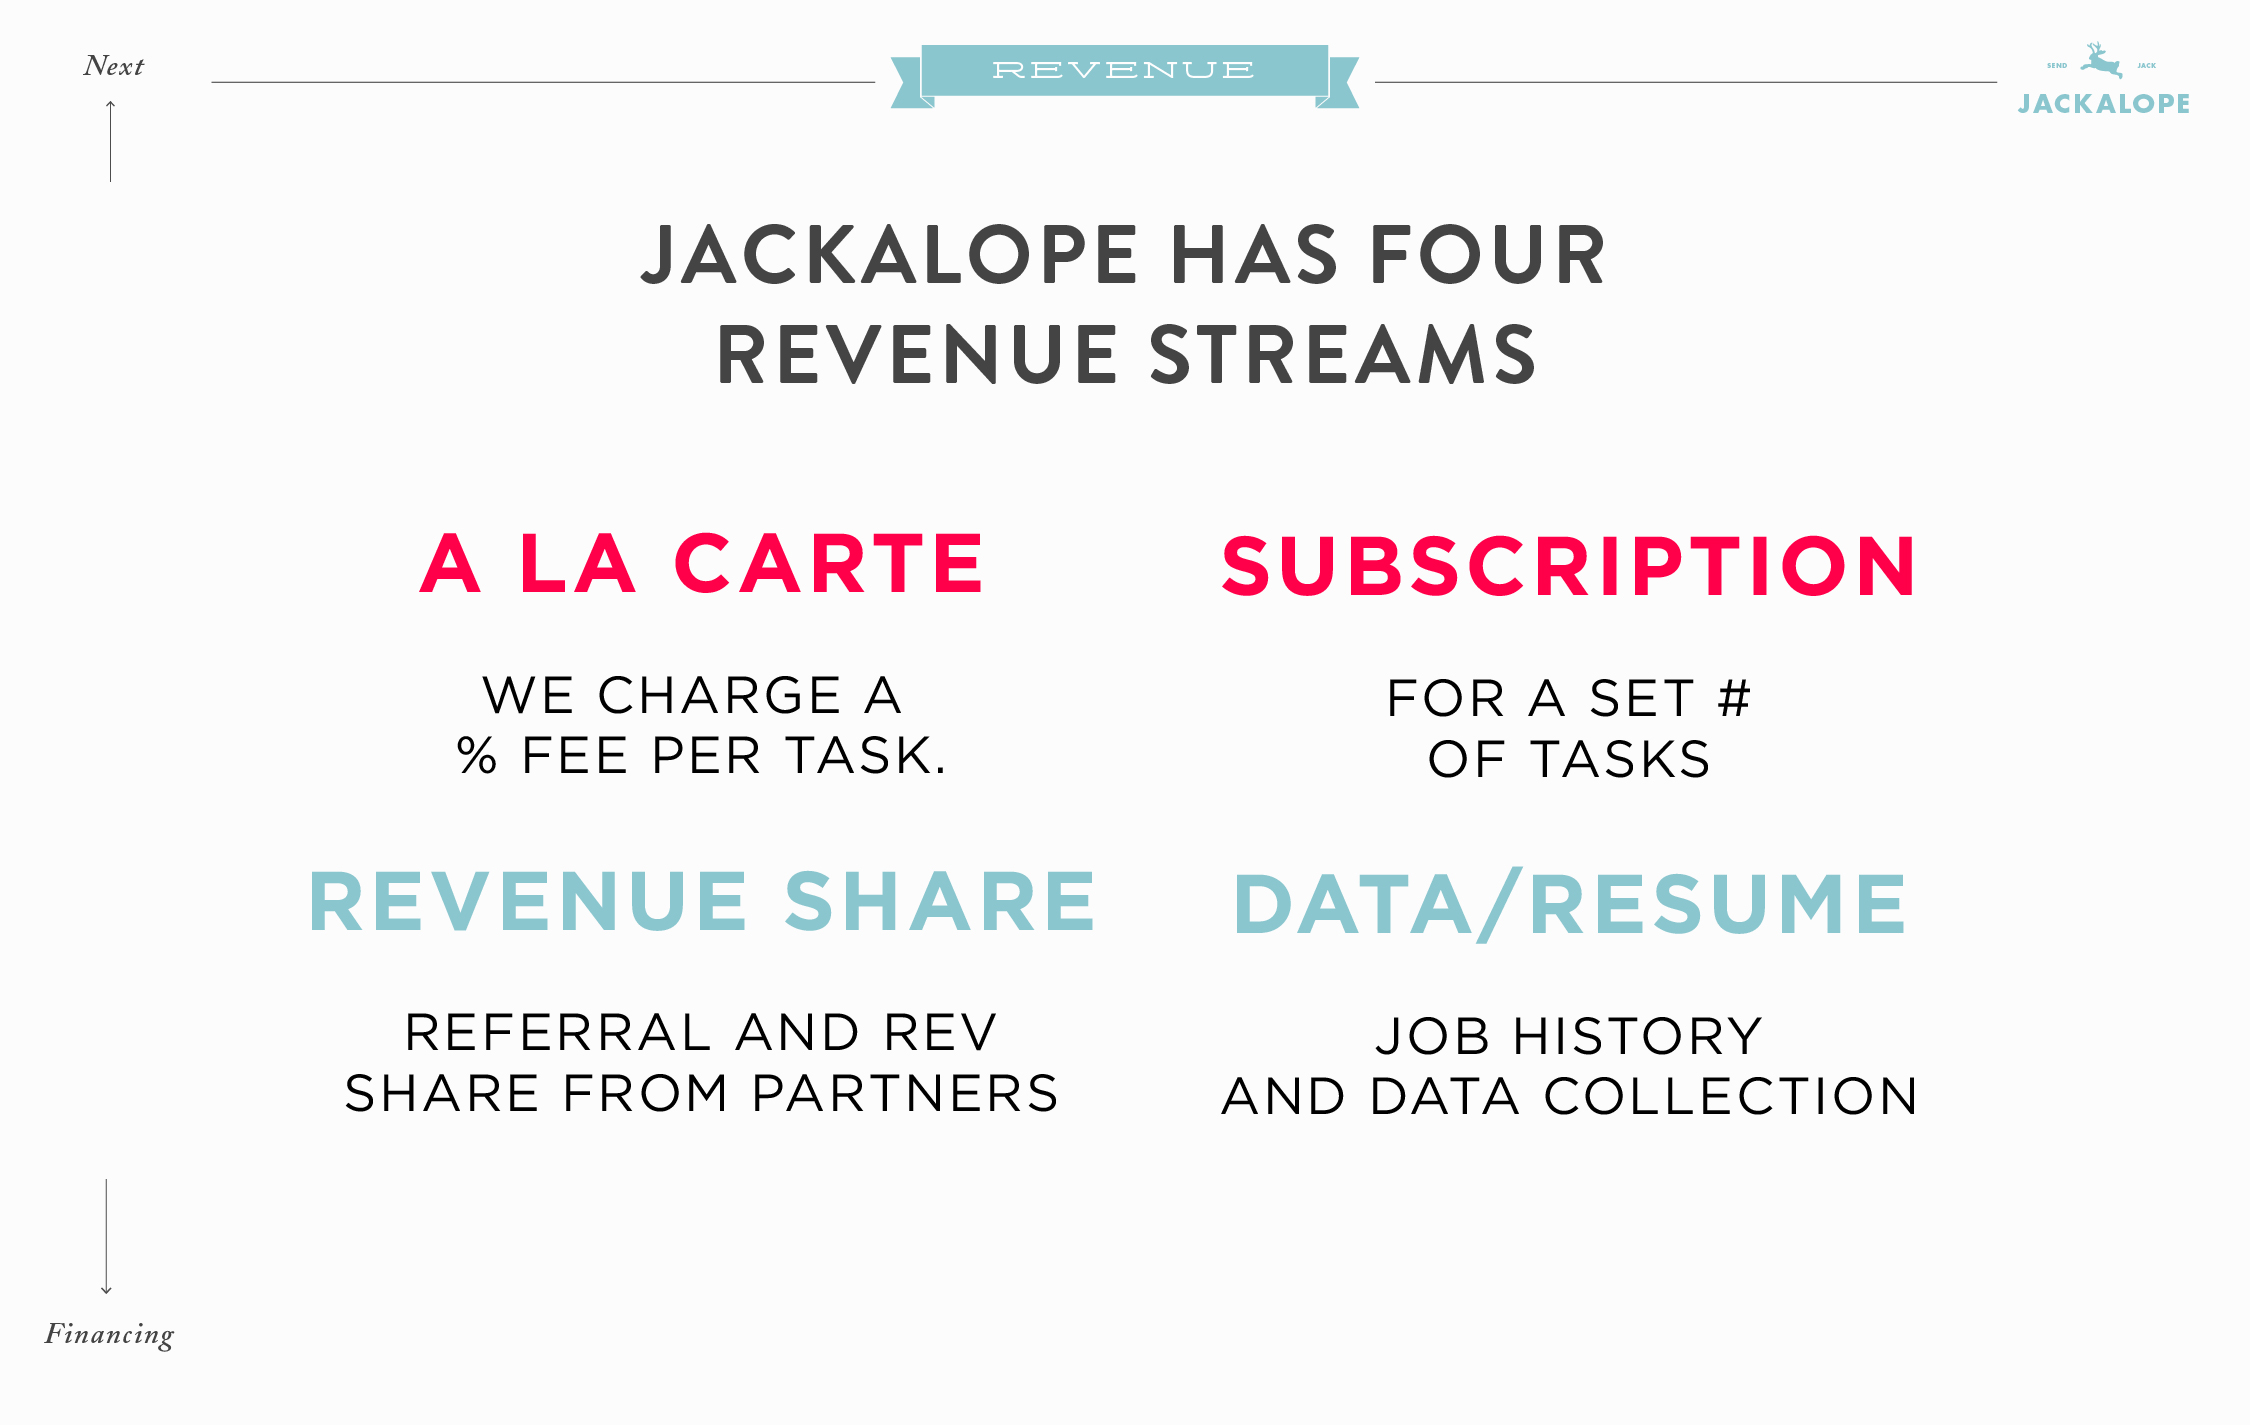 Next
REVENUE
SEND JACK
JACKALOPE
JACKALOPE HAS FOUR
REVENUE STREAMS
A LA CARTE
WE CHARGE A
% FEE PER TASK.
SUBSCRIPTION
FOR A SET #
OF TASKS
REVENUE SHARE
REFERRAL AND REV
SHARE FROM PARTNERS
DATA/RESUME
JOB HISTORY
AND DATA COLLECTION
Financing